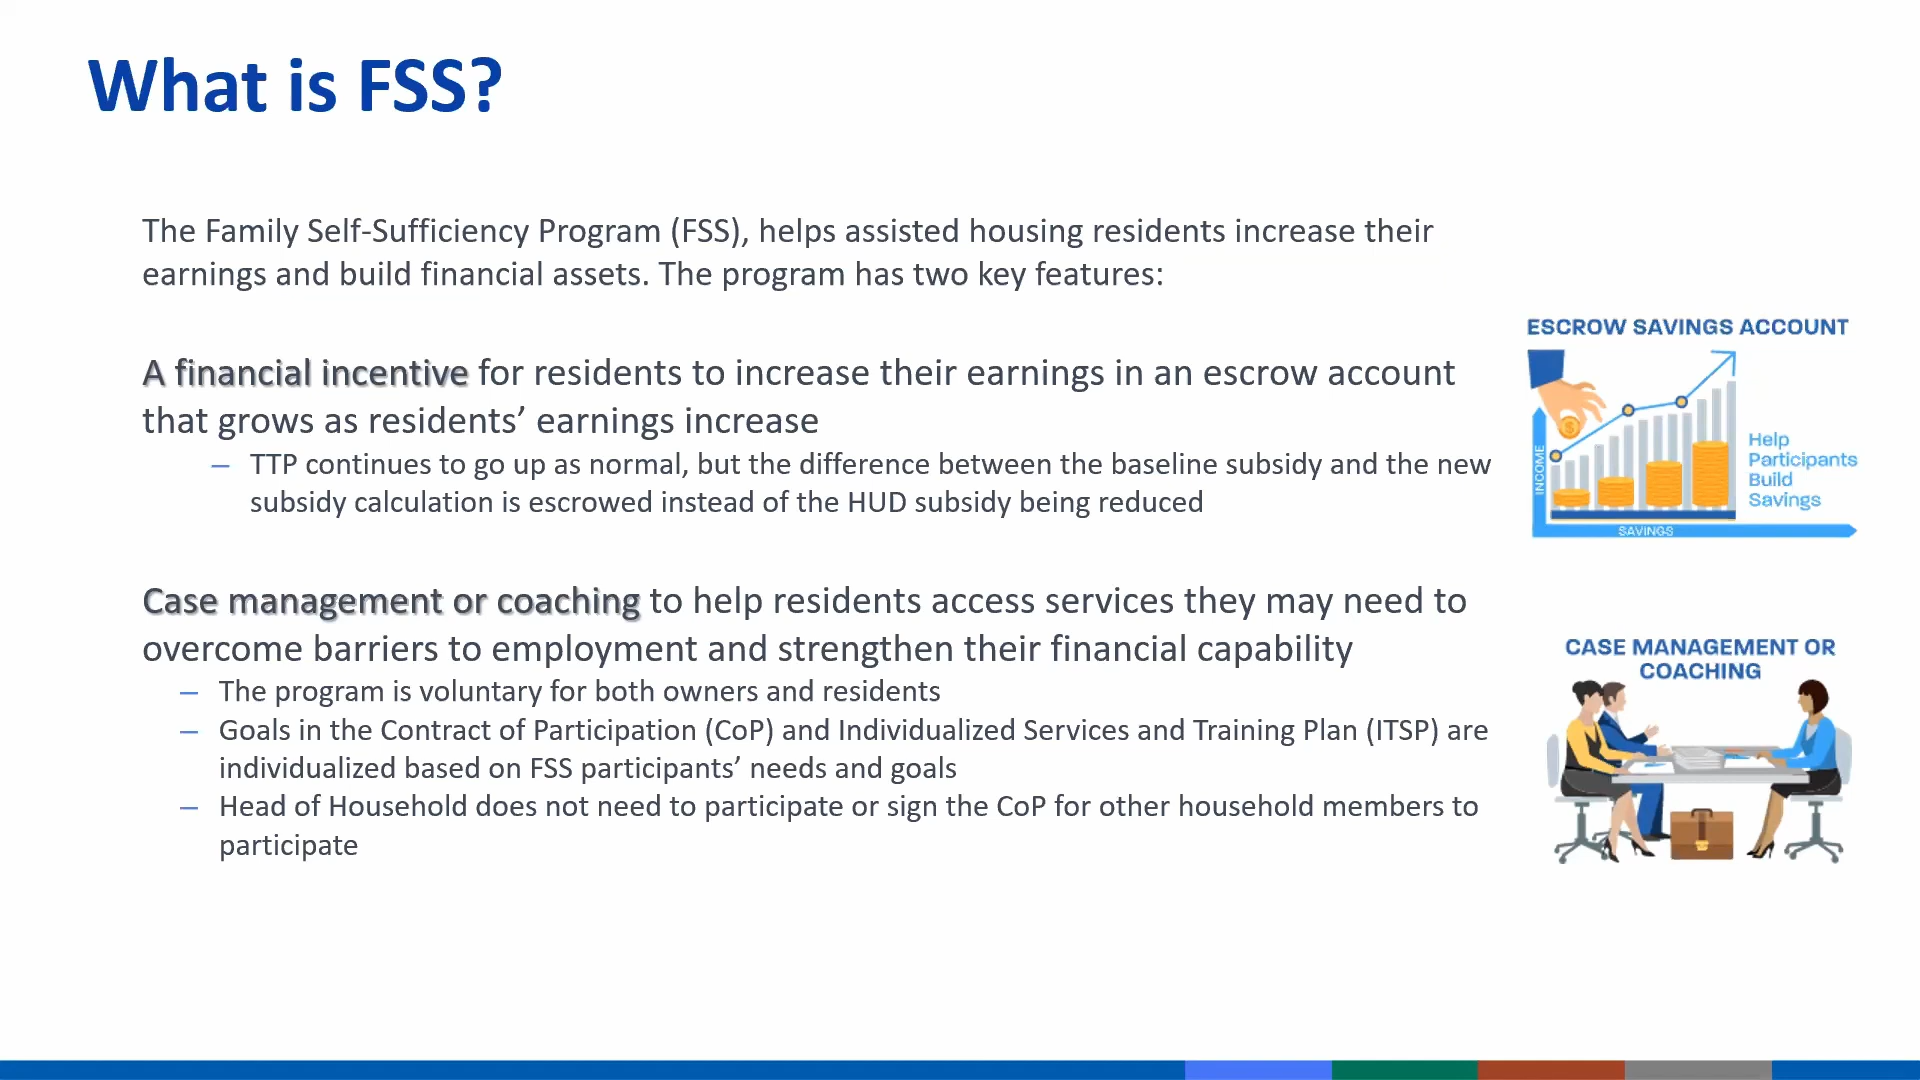 What is FSS?
The Family Self-Sufficiency Program (FSS), helps assisted housing residents increase their
earnings and build financial assets. The program has two key features:
A financial incentive for residents to increase their earnings in an escrow account
that grows as residents’ earnings increase
– TTP continues to go up as normal, but the difference between the baseline subsidy and the new
subsidy calculation is escrowed instead of the HUD subsidy being reduced
Case management or coaching to help residents access services they may need to
overcome barriers to employment and strengthen their financial capability
– The program is voluntary for both owners and residents
– Goals in the Contract of Participation (CoP) and Individualized Services and Training Plan (ITSP) are
individualized based on FSS participants’ needs and goals
– Head of Household does not need to participate or sign the CoP for other household members to
participate
ESCROW SAVINGS ACCOUNT
$
INCOME
Help
Participants
Build
Savings
SAVINGS
CASE MANAGEMENT OR
COACHING